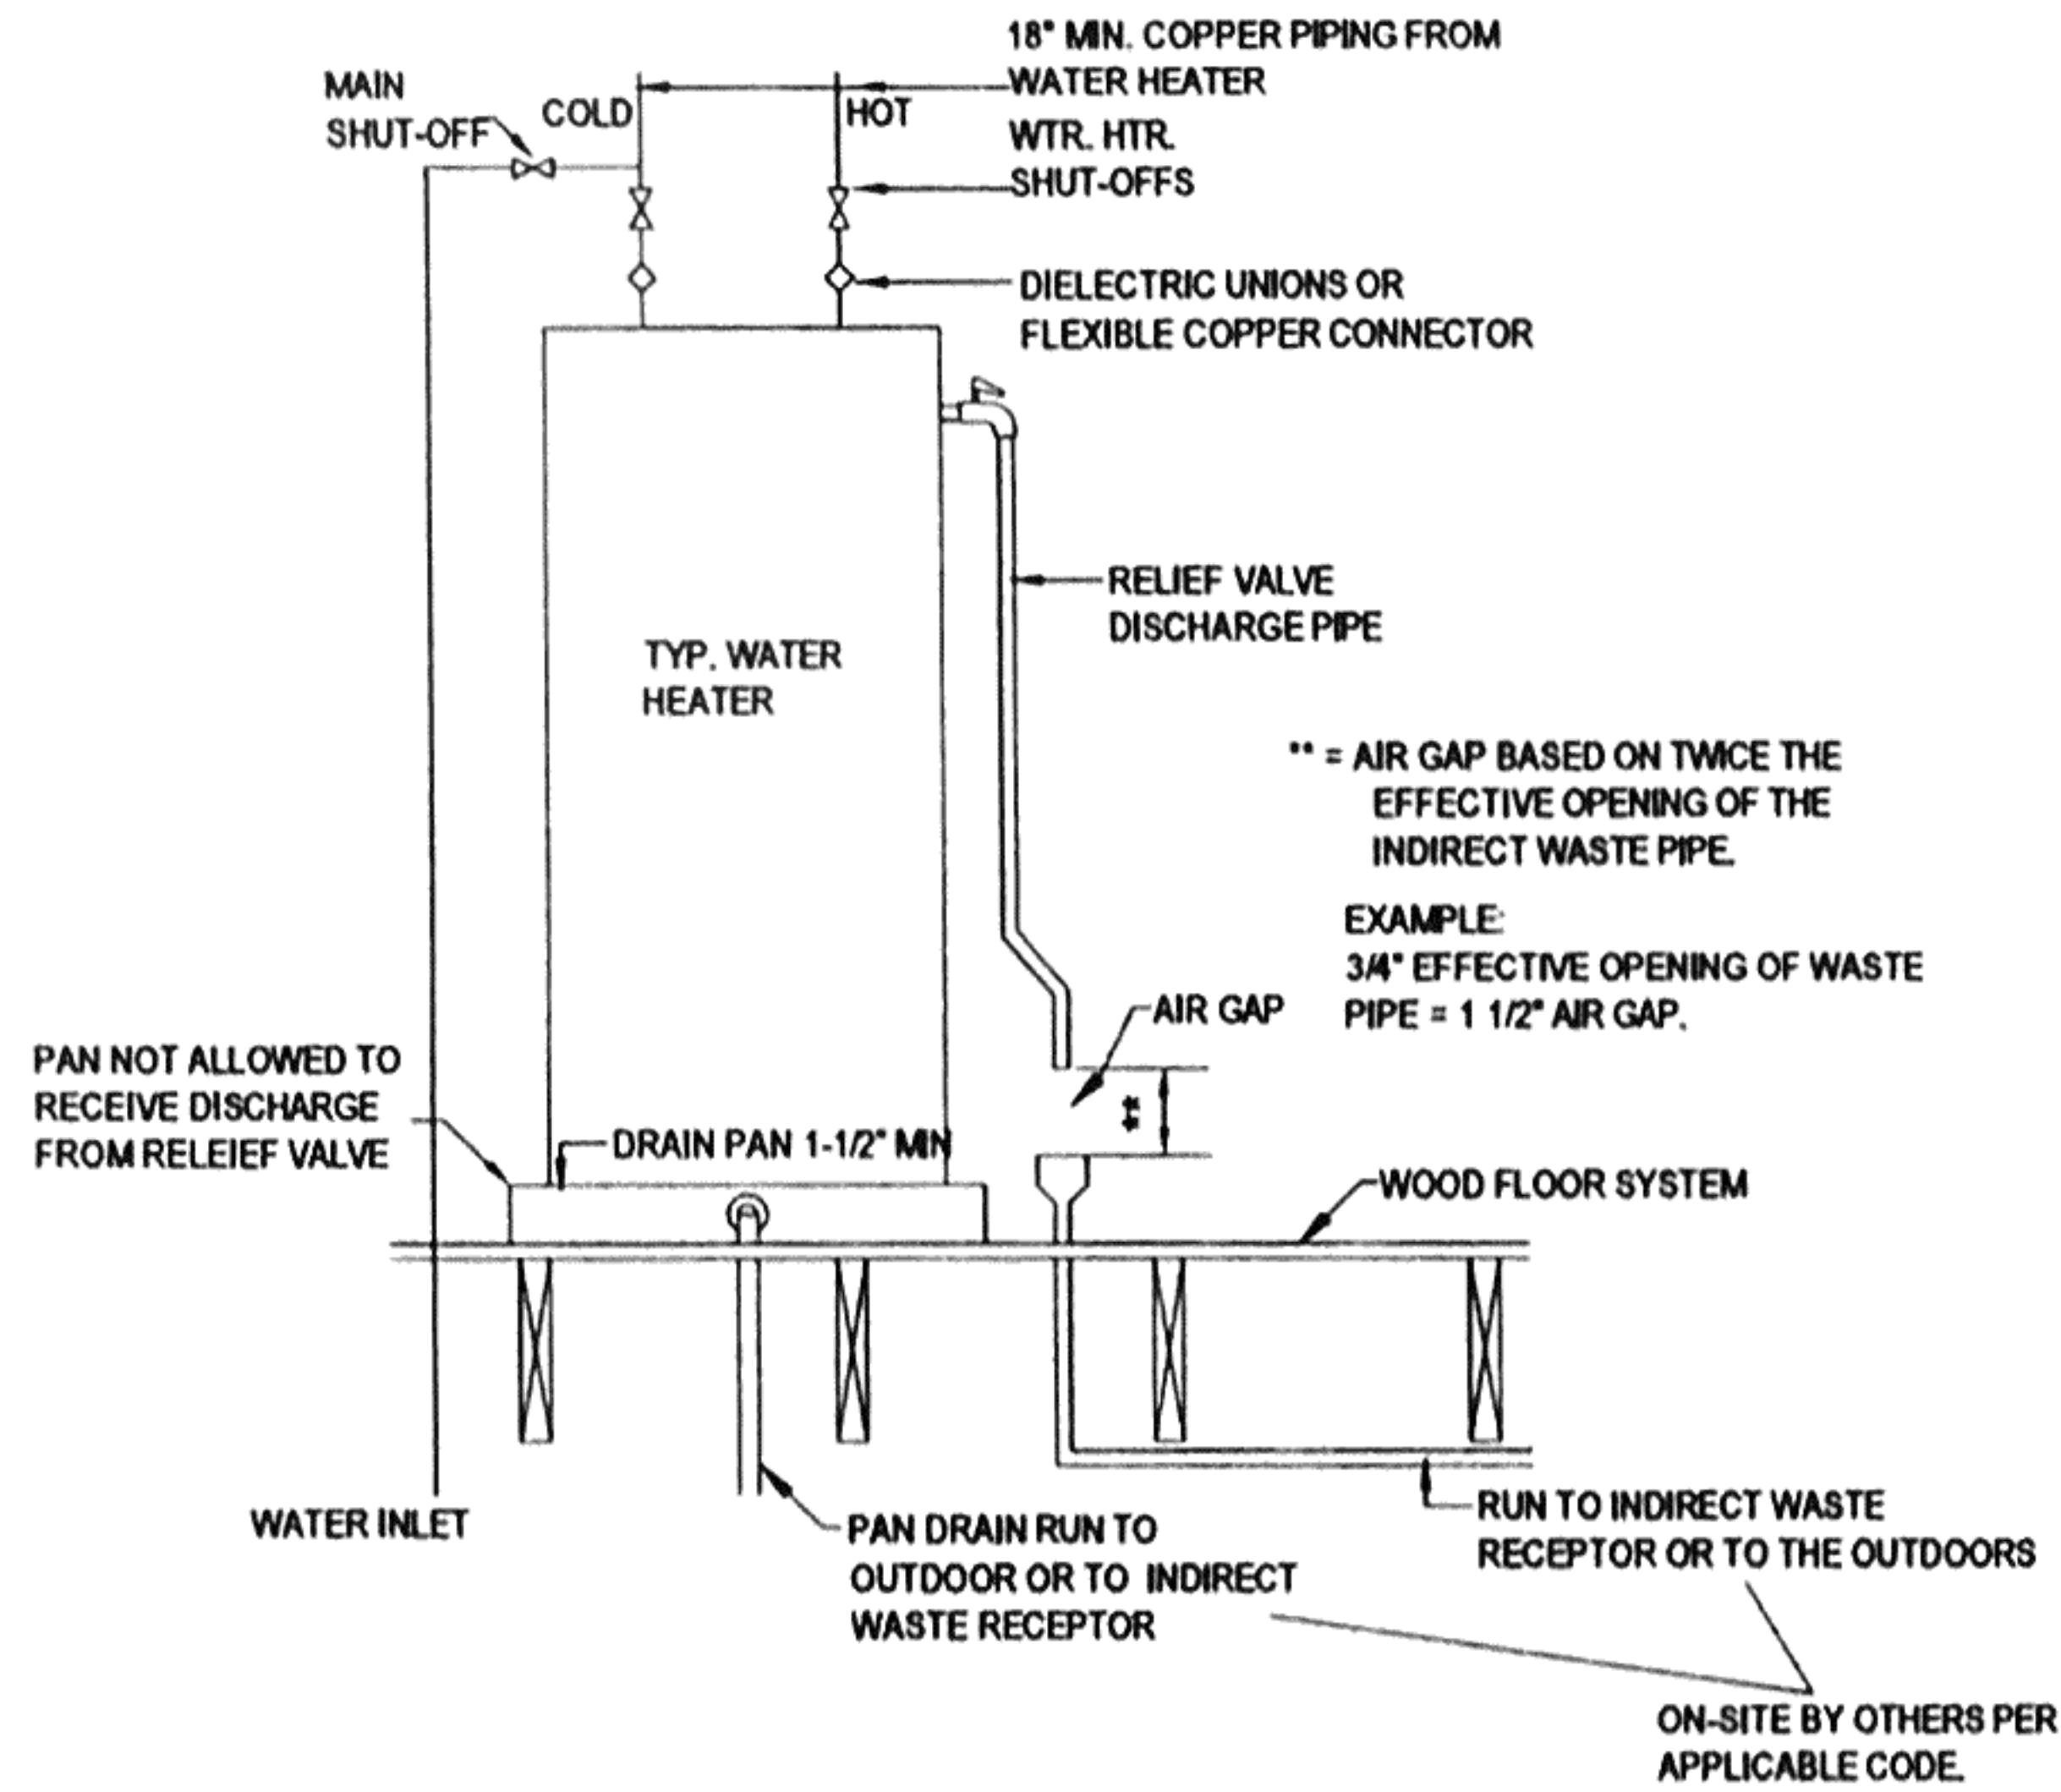 18" MIN. COPPER PIPING FROM
WATER HEATER
MAIN
SHUT-OFF
COLD
HOT
WTR. HTR.
SHUT-OFFS
DIELECTRIC UNIONS OR
FLEXIBLE COPPER CONNECTOR
RELIEF VALVE
DISCHARGE PIPE
TYP. WATER
HEATER
** = AIR GAP BASED ON TWICE THE
EFFECTIVE OPENING OF THE
INDIRECT WASTE PIPE.
EXAMPLE:
3/4" EFFECTIVE OPENING OF WASTE
PIPE = 1 1/2" AIR GAP.
AIR GAP
**
PAN NOT ALLOWED TO
RECEIVE DISCHARGE
FROM RELEIEF VALVE
DRAIN PAN 1-1/2" MIN
WOOD FLOOR SYSTEM
WATER INLET
PAN DRAIN RUN TO
OUTDOOR OR TO INDIRECT
WASTE RECEPTOR
RUN TO INDIRECT WASTE
RECEPTOR OR TO THE OUTDOORS
ON-SITE BY OTHERS PER
APPLICABLE CODE.